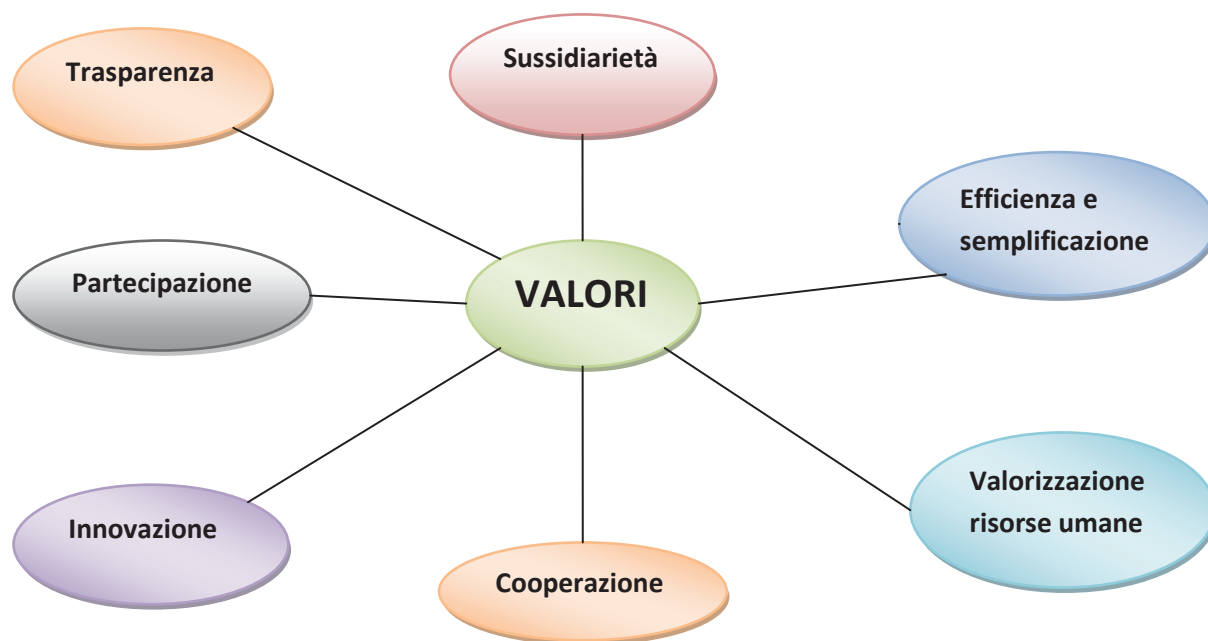 Trasparenza
Sussidiarietà
Efficienza e
semplificazione
Partecipazione
VALORI
Valorizzazione
risorse umane
Innovazione
Cooperazione